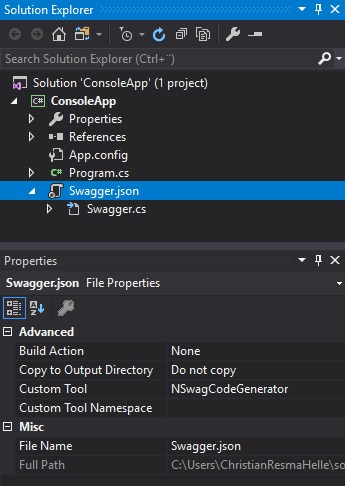 Solution Explorer
Search Solution Explorer (Ctrl+¨)
Solution 'ConsoleApp' (1 project)
C# ConsoleApp
Properties
References
App.config
C# Program.cs
Swagger.json
Swagger.cs
Properties
Swagger.json File Properties
Advanced
Build Action None
Copy to Output Directory Do not copy
Custom Tool NSwagCodeGenerator
Custom Tool Namespace
Misc
File Name Swagger.json
Full Path C:\Users\ChristianResmaHelle\so